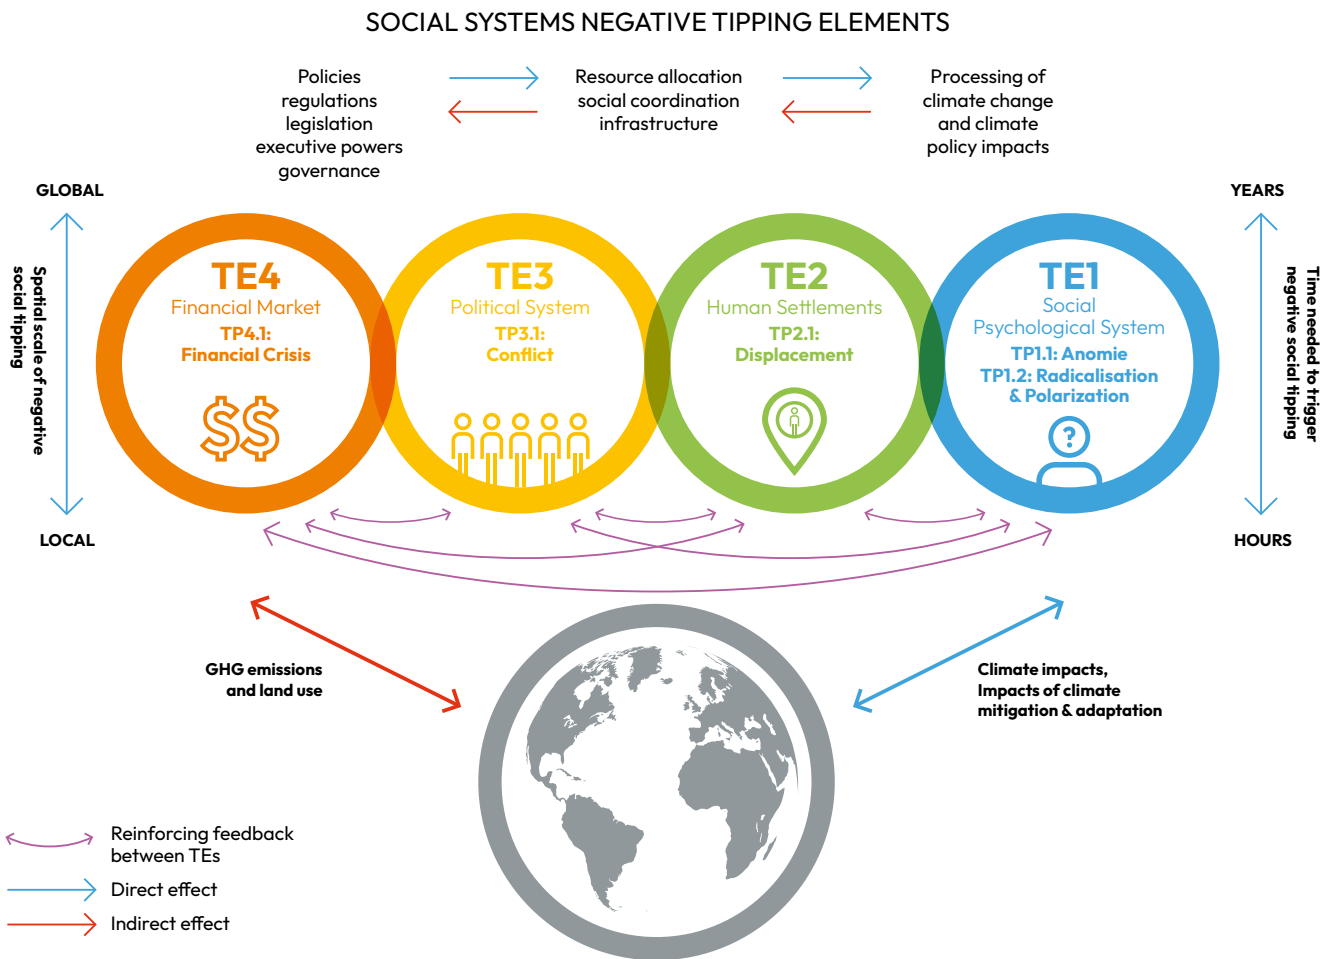 SOCIAL SYSTEMS NEGATIVE TIPPING ELEMENTS
Policies
regulations
legislation
executive powers
governance
Resource allocation
social coordination
infrastructure
Processing of
climate change
and climate
policy impacts
GLOBAL
Spatial scale of negative
social tipping
LOCAL
YEARS
Time needed to trigger
negative social tipping
HOURS
TE4
Financial Market
TP4.1:
Financial Crisis
$$
TE3
Political System
TP3.1:
Conflict
TE2
Human Settlements
TP2.1:
Displacement
TE1
Social
Psychological System
TP1.1: Anomie
TP1.2: Radicalisation
& Polarization
?
GHG emissions
and land use
Climate impacts,
Impacts of climate
mitigation & adaptation
Reinforcing feedback
between TEs
Direct effect
Indirect effect